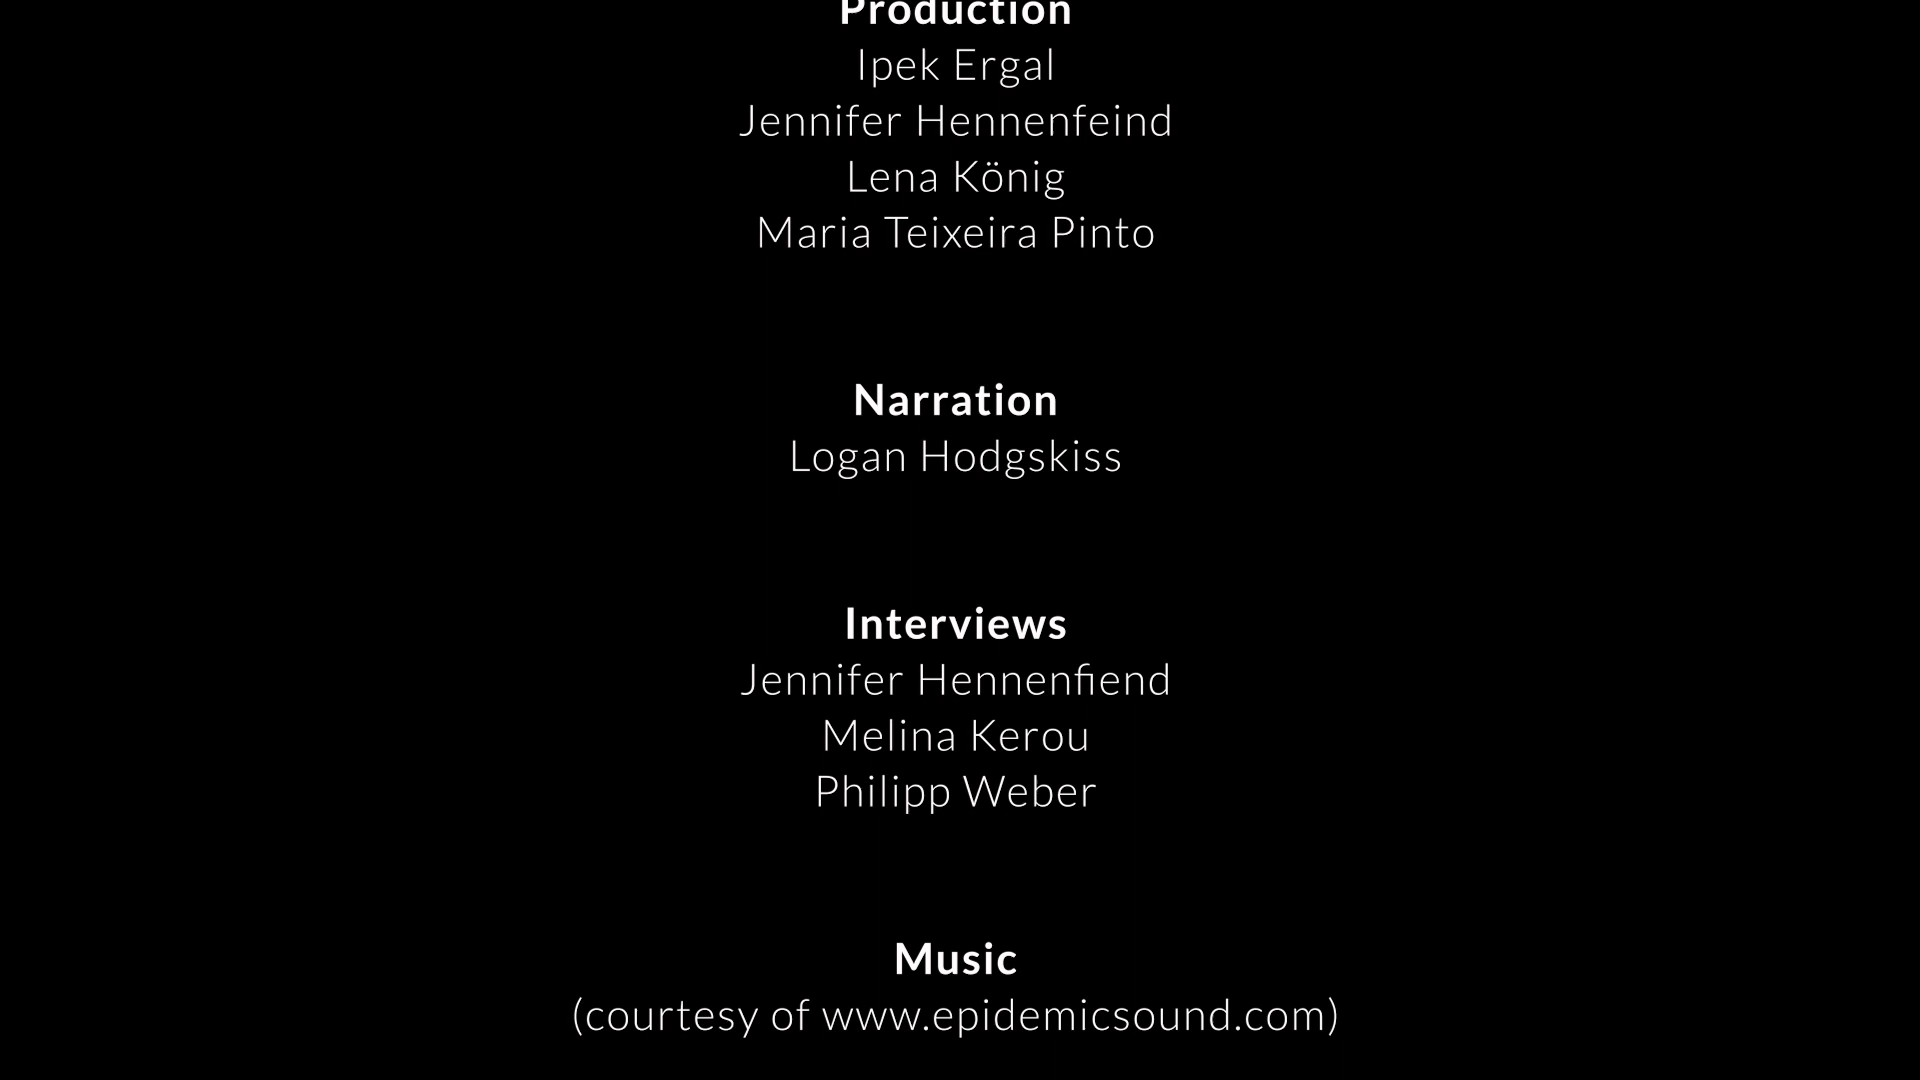 Production
Ipek Ergal
Jennifer Hennenfeind
Lena König
Maria Teixeira Pinto
Narration
Logan Hodgskiss
Interviews
Jennifer Hennenfiend
Melina Kerou
Philipp Weber
Music
(courtesy of www.epidemicsound.com)